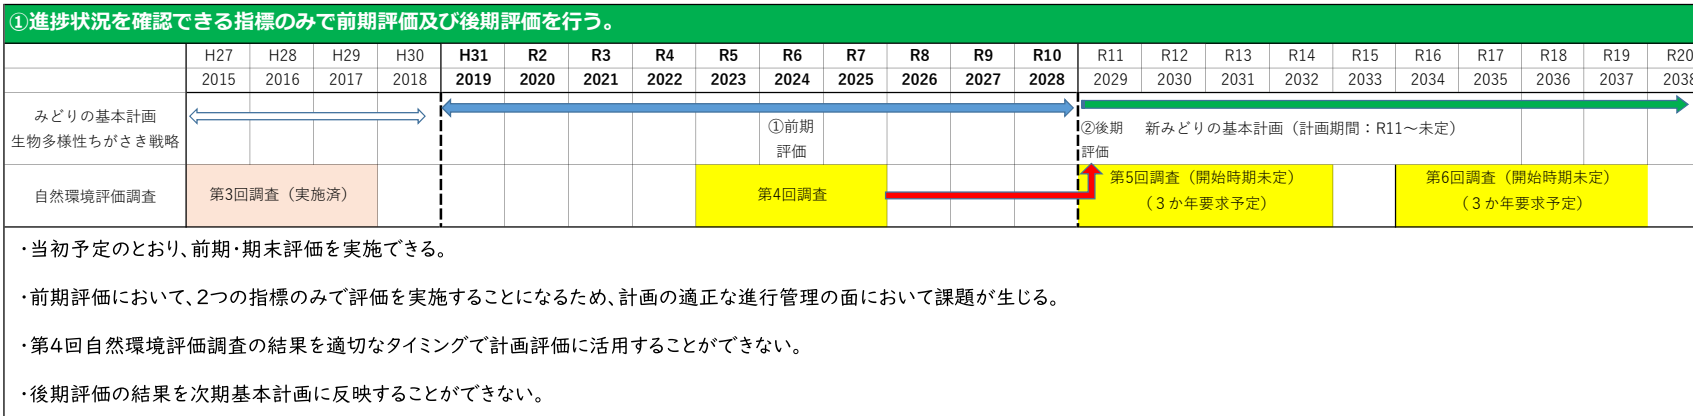 ①進捗状況を確認できる指標のみで前期評価及び後期評価を行う。
H27 H28 H29 H30 H31 R2 R3 R4 R5 R6 R7 R8 R9 R10 R11 R12 R13 R14 R15 R16 R17 R18 R19 R20
2015 2016 2017 2018 2019 2020 2021 2022 2023 2024 2025 2026 2027 2028 2029 2030 2031 2032 2033 2034 2035 2036 2037 2038
みどりの基本計画
生物多様性ちがさき戦略
①前期
評価
②後期
評価
新みどりの基本計画（計画期間：R11～未定）
自然環境評価調査
第3回調査（実施済）
第4回調査
第5回調査（開始時期未定）
（３か年要求予定）
第6回調査（開始時期未定）
（３か年要求予定）
・当初予定のとおり、前期・期末評価を実施できる。
・前期評価において、2つの指標のみで評価を実施することになるため、計画の適正な進行管理の面において課題が生じる。
・第4回自然環境評価調査の結果を適切なタイミングで計画評価に活用することができない。
・後期評価の結果を次期基本計画に反映することができない。